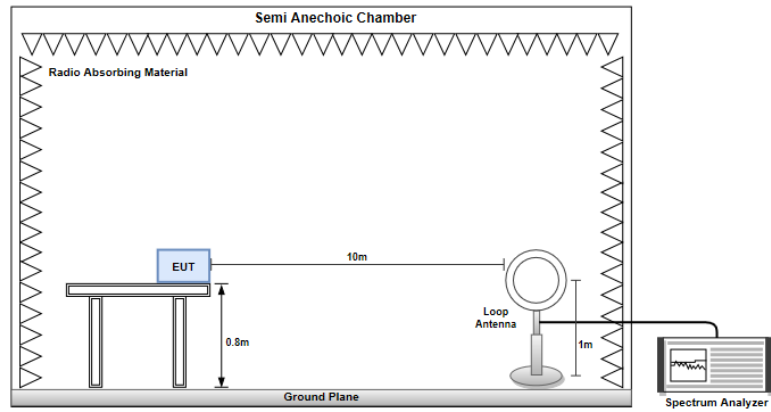 Semi Anechoic Chamber
Radio Absorbing Material
10m
EUT
Loop
Antenna
0.8m
1m
Ground Plane
Spectrum Analyzer